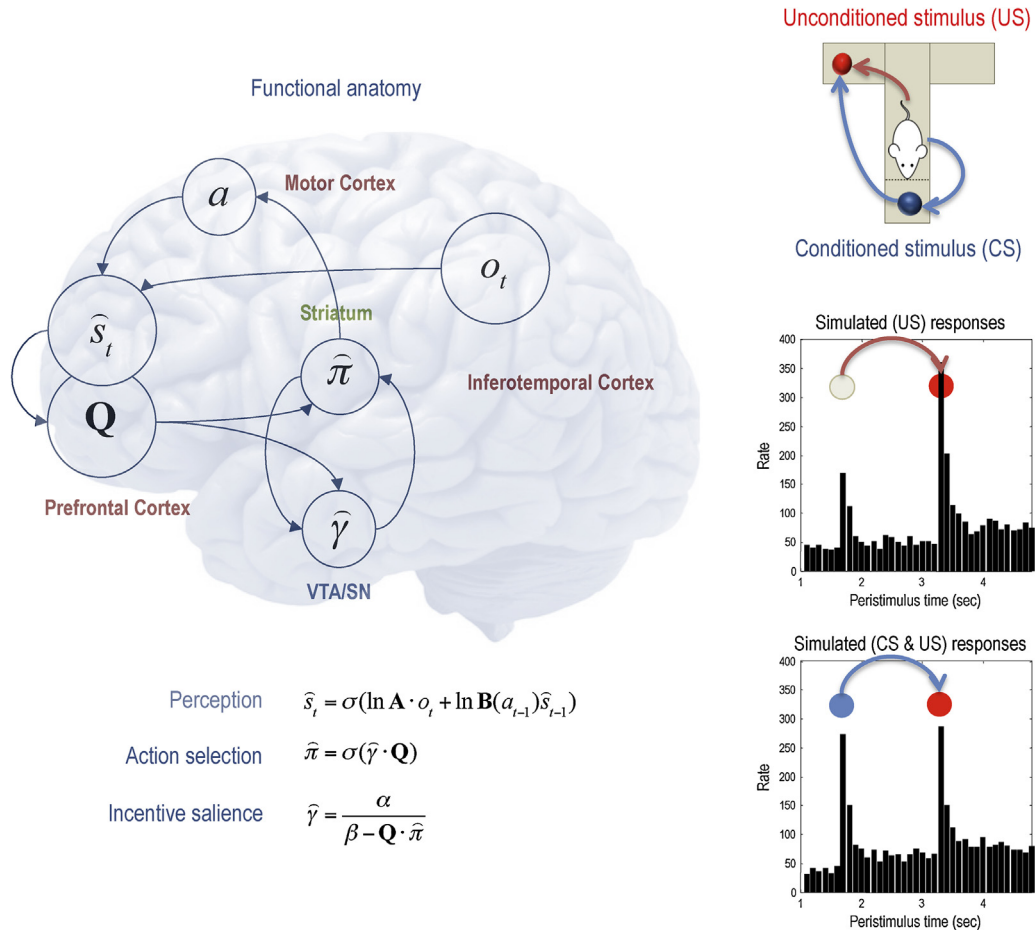 Unconditioned stimulus (US)
Functional anatomy
a
Motor Cortex
o_t
Conditioned stimulus (CS)
ŝ_t
Striatum
π̂
Inferotemporal Cortex
Q
Prefrontal Cortex
γ̂
VTA/SN
Simulated (US) responses
400
350
300
250
200
150
100
50
0
Rate
1 2 3 4
Peristimulus time (sec)
Simulated (CS & US) responses
400
350
300
250
200
150
100
50
0
Rate
1 2 3 4
Peristimulus time (sec)
Perception ŝ_t = σ(ln A · o_t + ln B(a_{t−1})ŝ_{t−1})
Action selection π̂ = σ(γ̂ · Q)
Incentive salience γ̂ = α / (β − Q · π̂)